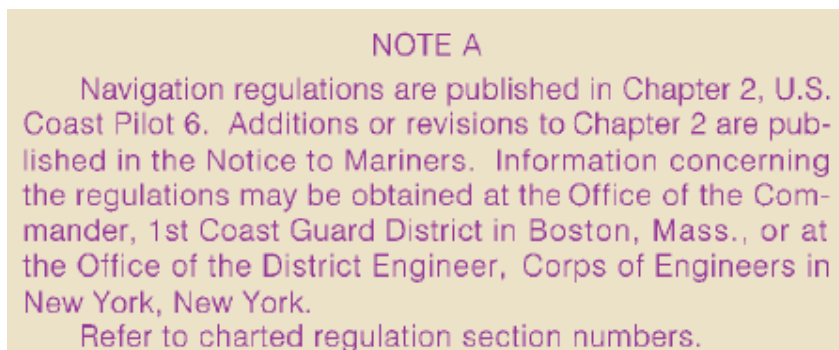 NOTE A
Navigation regulations are published in Chapter 2, U.S.
Coast Pilot 6. Additions or revisions to Chapter 2 are pub-
lished in the Notice to Mariners. Information concerning
the regulations may be obtained at the Office of the Com-
mander, 1st Coast Guard District in Boston, Mass., or at
the Office of the District Engineer, Corps of Engineers in
New York, New York.
Refer to charted regulation section numbers.